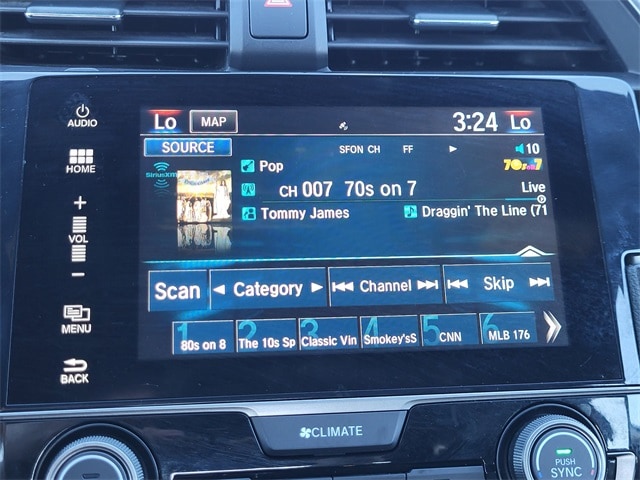 AUDIO
Lo MAP 3:24 Lo
SOURCE SFON CH FF 10
HOME
SiriusXM Pop 70s on 7
CH 007 70s on 7 Live
Tommy James Draggin' The Line (71
+
VOL
−
Scan Category Channel Skip
MENU
1 80s on 8 2 The 10s Sp 3 Classic Vin 4 Smokey'sS 5 CNN 6 MLB 176
BACK
CLIMATE
PUSH
SYNC